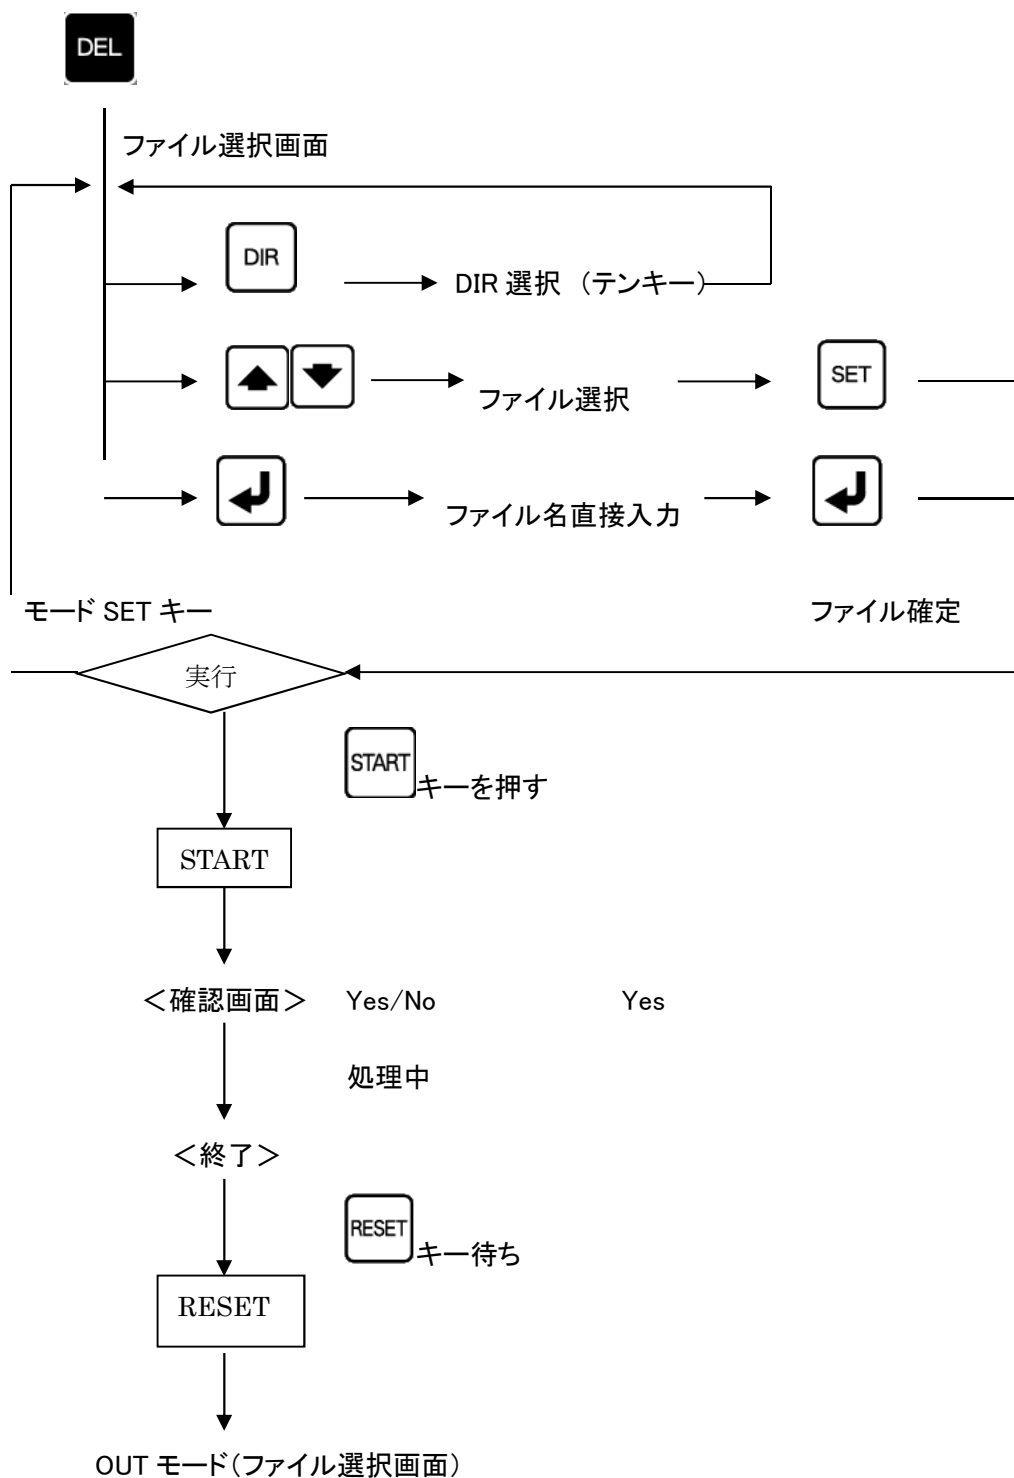 DEL
ファイル選択画面
DIR
DIR 選択 （テンキー）
ファイル選択
SET
ファイル名直接入力
モード SET キー
ファイル確定
実行
START
キーを押す
START
＜確認画面＞ Yes/No Yes
処理中
＜終了＞
RESET
キー待ち
RESET
OUT モード（ファイル選択画面）